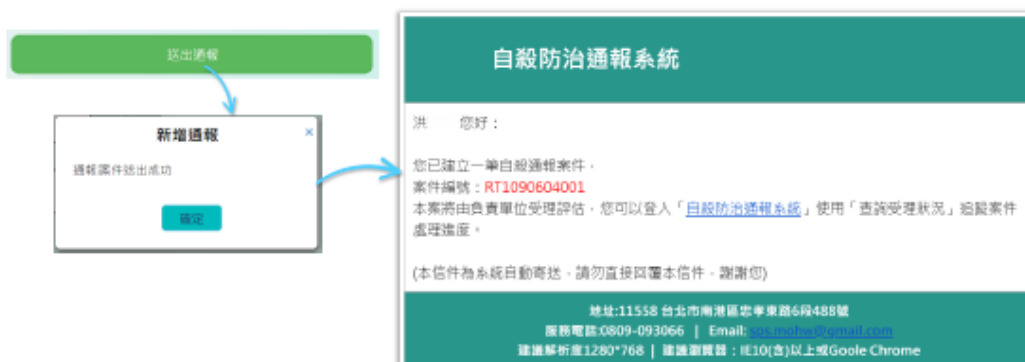 送出通報
新增通報
×
通報案件送出成功
確定
自殺防治通報系統
洪 您好：
您已建立一筆自殺通報案件。
案件編號：RT1090604001
本案將由負責單位受理評估。您可以登入「自殺防治通報系統」使用「查詢受理狀況」追蹤案件
處理進度。
(本信件為系統自動寄送，請勿直接回覆本信件，謝謝您)
地址:11558 台北市南港區忠孝東路6段488號
服務電話:0809-093066 | Email: sps.mohw@gmail.com
建議解析度1280*768 | 建議瀏覽器：IE10(含)以上或Goole Chrome